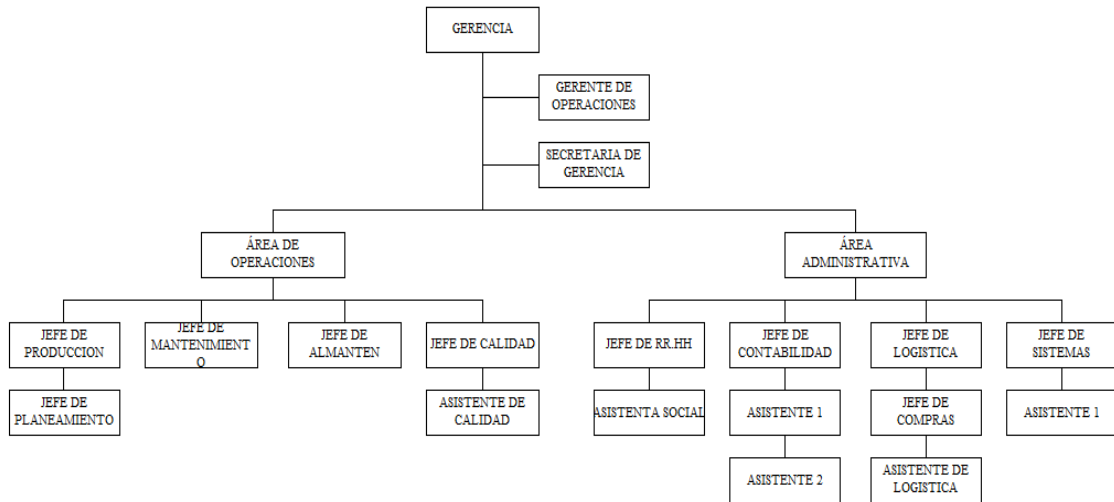 GERENCIA
GERENTE DE
OPERACIONES
SECRETARIA DE
GERENCIA
ÁREA DE
OPERACIONES
ÁREA
ADMINISTRATIVA
JEFE DE
PRODUCCION
JEFE DE
MANTENIMIENT
O
JEFE DE
ALMANTEN
JEFE DE CALIDAD
JEFE DE RR.HH
JEFE DE
CONTABILIDAD
JEFE DE
LOGISTICA
JEFE DE
SISTEMAS
JEFE DE
PLANEAMIENTO
ASISTENTE DE
CALIDAD
ASISTENTA SOCIAL
ASISTENTE 1
JEFE DE
COMPRAS
ASISTENTE 1
ASISTENTE 2
ASISTENTE DE
LOGISTICA